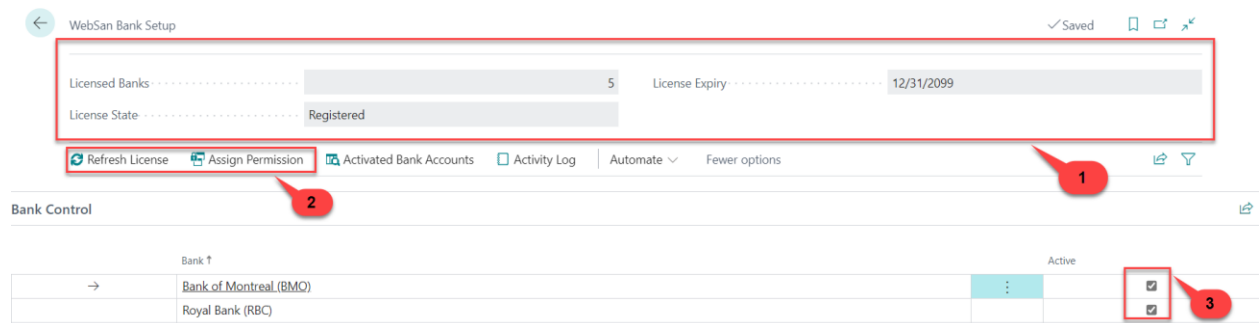 WebSan Bank Setup
Saved
Licensed Banks 5 License Expiry 12/31/2099
License State Registered
Refresh License Assign Permission Activated Bank Accounts Activity Log Automate Fewer options
1
2
Bank Control
Bank ↑ Active
Bank of Montreal (BMO)
Royal Bank (RBC)
3